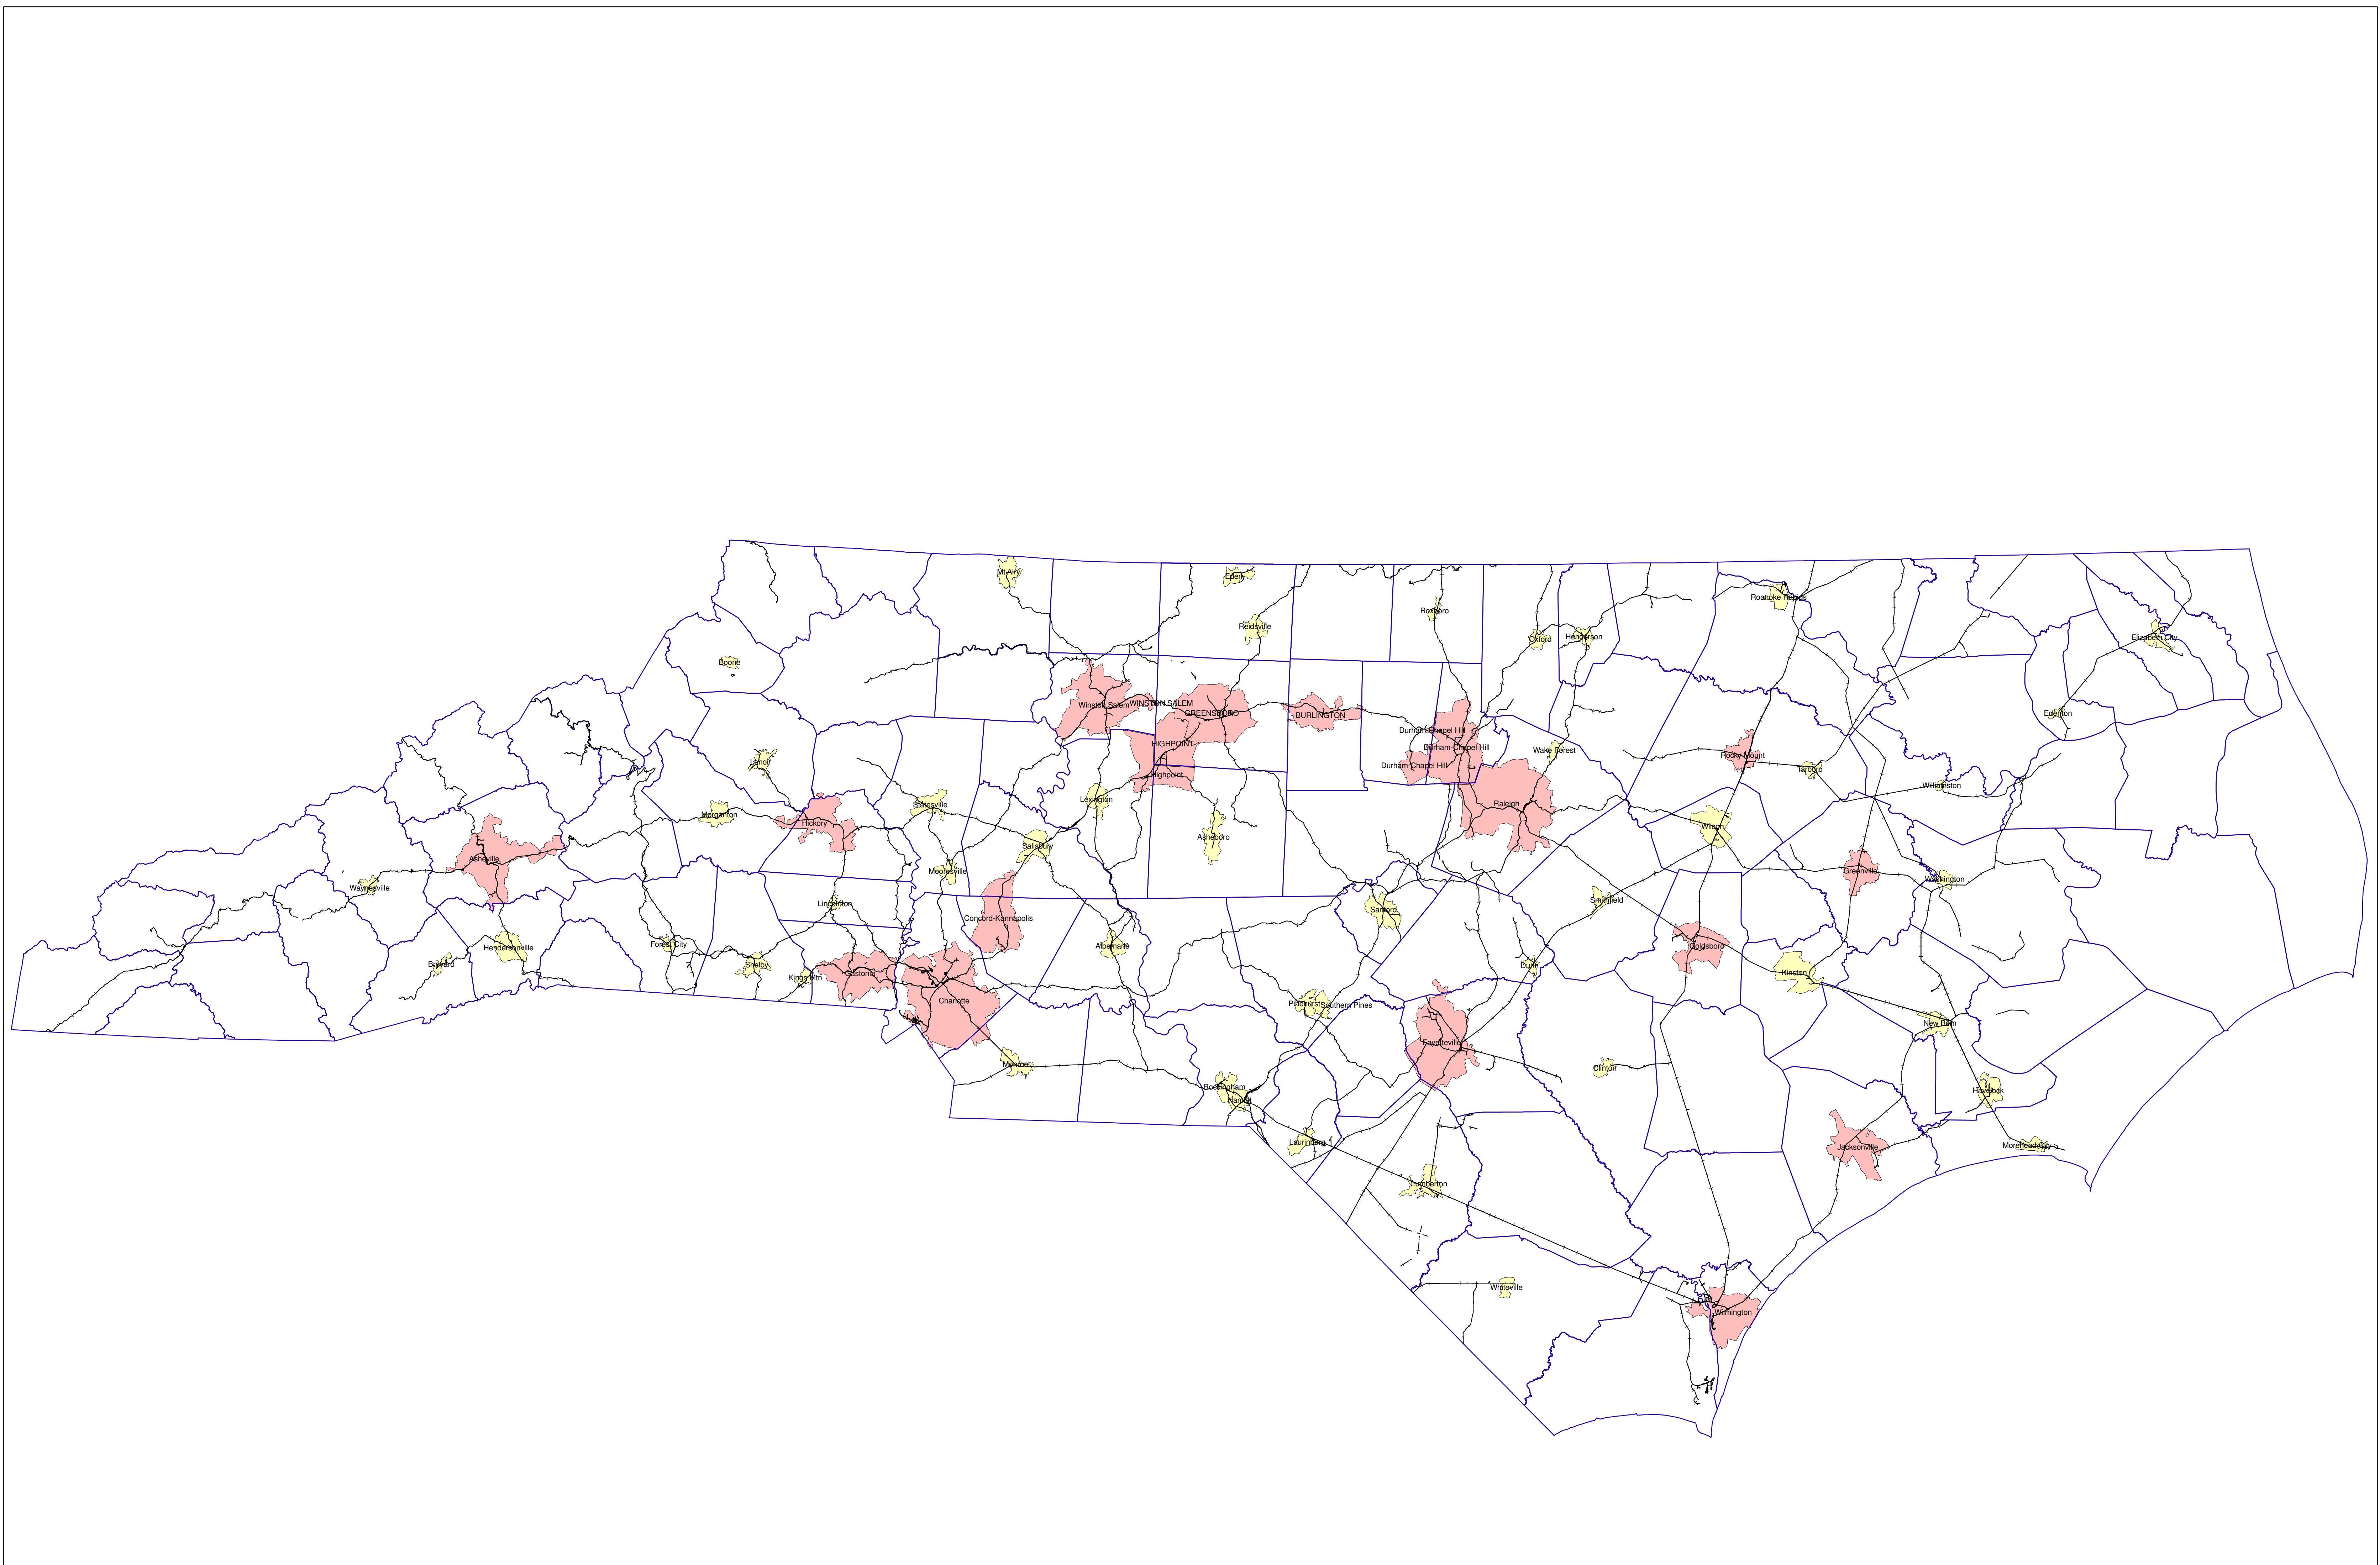 Mt Airy
Eden
Roanoke Rapids
Roxboro
Reidsville
Oxford
Henderson
Elizabeth City
Boone
Winston Salem
WINSTON SALEM
GREENSBORO
BURLINGTON
Edenton
Durham-Chapel Hill
HIGHPOINT
Durham-Chapel Hill
Wake Forest
Rocky Mount
Lenoir
Durham-Chapel Hill
Tarboro
Highpoint
Williamston
Lexington
Statesville
Raleigh
Morganton
Hickory
Wilson
Asheboro
Salisbury
Asheville
Mooresville
Greenville
Washington
Waynesville
Lincolnton
Smithfield
Sanford
Concord-Kannapolis
Forest City
Hendersonville
Albemarle
Goldsboro
Brevard
Shelby
Dunn
Gastonia
Kinston
Kings Mtn
Charlotte
Pinehurst
Southern Pines
New Bern
Fayetteville
Monroe
Clinton
Rockingham
Havelock
Hamlet
Laurinburg
Morehead City
Jacksonville
Lumberton
Whiteville
Wilmington